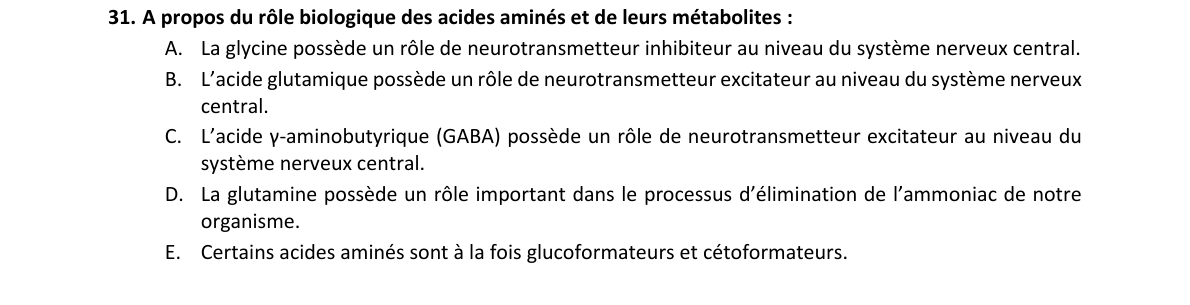 31. A propos du rôle biologique des acides aminés et de leurs métabolites :
A. La glycine possède un rôle de neurotransmetteur inhibiteur au niveau du système nerveux central.
B. L’acide glutamique possède un rôle de neurotransmetteur excitateur au niveau du système nerveux
central.
C. L’acide γ-aminobutyrique (GABA) possède un rôle de neurotransmetteur excitateur au niveau du
système nerveux central.
D. La glutamine possède un rôle important dans le processus d’élimination de l’ammoniac de notre
organisme.
E. Certains acides aminés sont à la fois glucoformateurs et cétoformateurs.